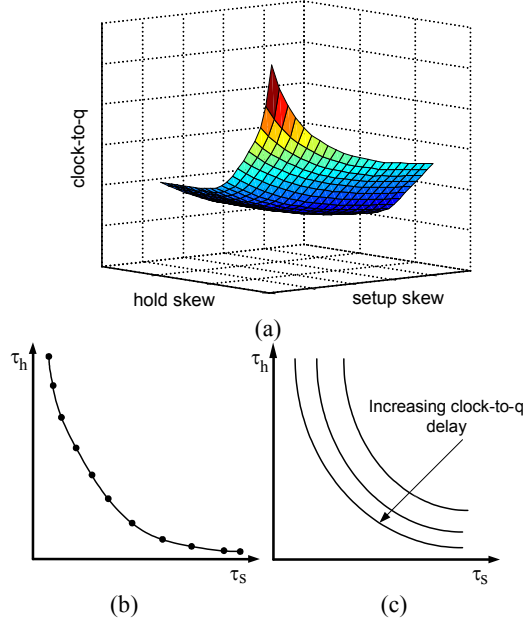 clock-to-q
hold skew
setup skew
(a)
τh
τs
(b)
τh
Increasing clock-to-q
delay
τs
(c)